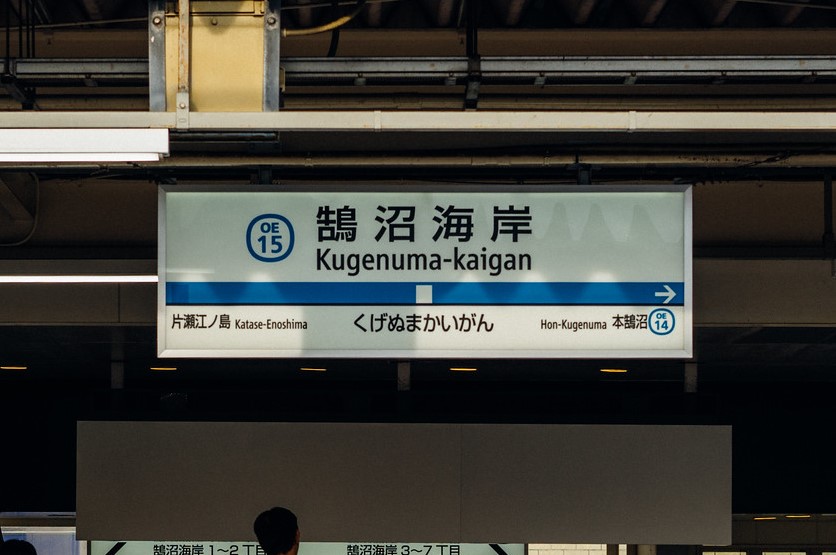 OE
15
鵠沼海岸
Kugenuma-kaigan
片瀬江ノ島 Katase-Enoshima くげぬまかいがん Hon-Kugenuma 本鵠沼 OE 14
鵠沼海岸 1~2 丁目 鵠沼海岸 3~7 丁目